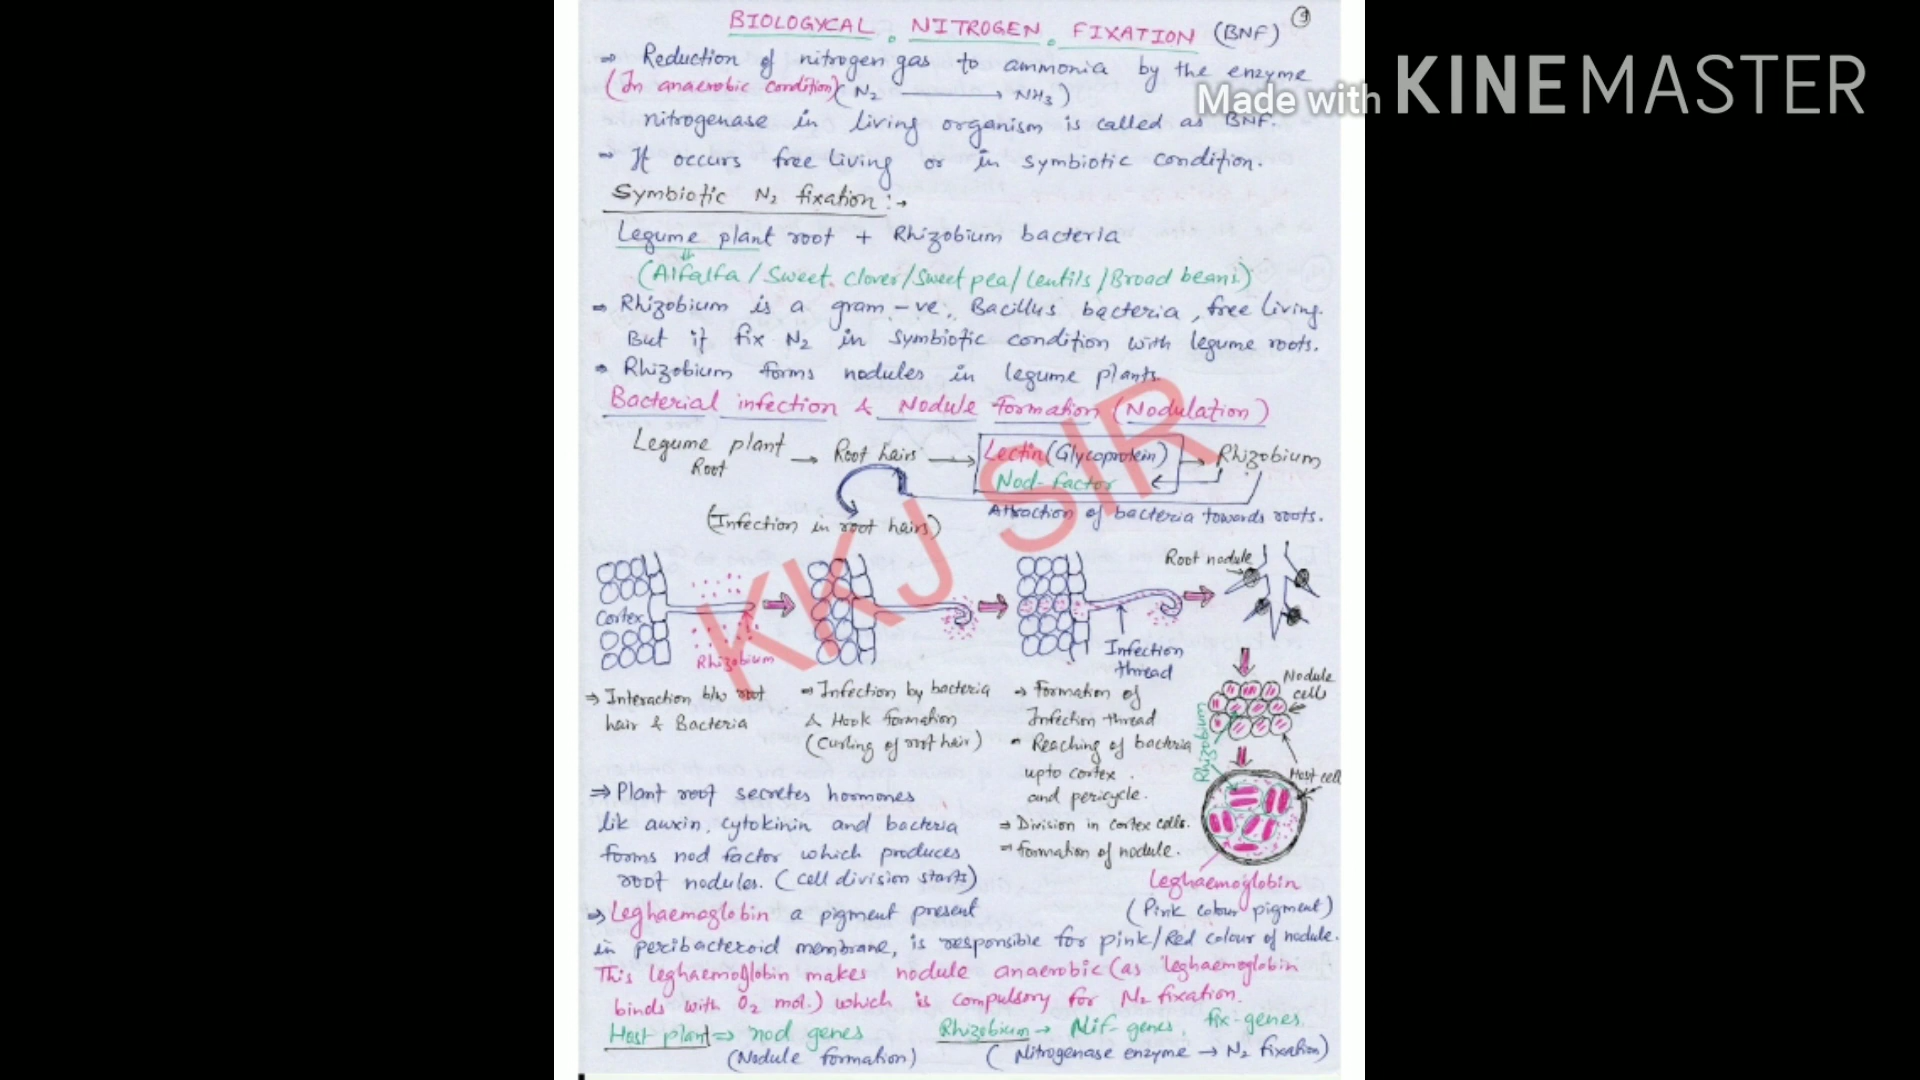 BIOLOGYCAL NITROGEN FIXATION (BNF)
⇒ Reduction of nitrogen gas to ammonia by the enzyme
(In anaerobic condition) (N2 → NH3)
Made with KINEMASTER
nitrogenase in living organism is called as BNF.
⇒ It occurs free living or in symbiotic condition.
Symbiotic N2 fixation :→
Legume plant root + Rhizobium bacteria
(Alfalfa / Sweet clover/Sweet pea/ Lentils /Broad beans)
⇒ Rhizobium is a gram -ve, Bacillus bacteria, free living.
But it fix N2 in symbiotic condition with legume roots.
⇒ Rhizobium forms nodules in legume plants.
Bacterial infection & Nodule formation (Nodulation)
Legume plant Root → Root hairs → Lectin (Glycoprotein) → Rhizobium
Nod-factor
Attraction of bacteria towards roots.
(Infection in root hairs)
KKJ SIR
Root nodule
Cortex
Rhizobium
Infection thread
Nodule cells
Rhizobium
Host cell
⇒ Interaction b/w root
hair & Bacteria
⇒ Infection by bacteria
& Hook formation
(Curling of root hair)
⇒ Formation of
Infection thread
⇒ Reaching of bacteria
upto cortex.
and pericycle.
⇒ Division in cortex cells.
⇒ formation of nodule.
⇒ Plant root secretes hormones
lik auxin, cytokinin and bacteria
forms nod factor which produces
root nodules. (cell division starts)
Leghaemoglobin
(Pink colour pigment)
⇒ Leghaemoglobin a pigment present
in peribacteroid membrane, is responsible for pink/Red colour of nodule.
This leghaemoglobin makes nodule anaerobic (as leghaemoglobin
binds with O2 mol.) which is compulsory for N2 fixation.
Host plant ⇒ nod genes
(Nodule formation)
Rhizobium → Nif-genes, fix-genes
(Nitrogenase enzyme → N2 fixation)